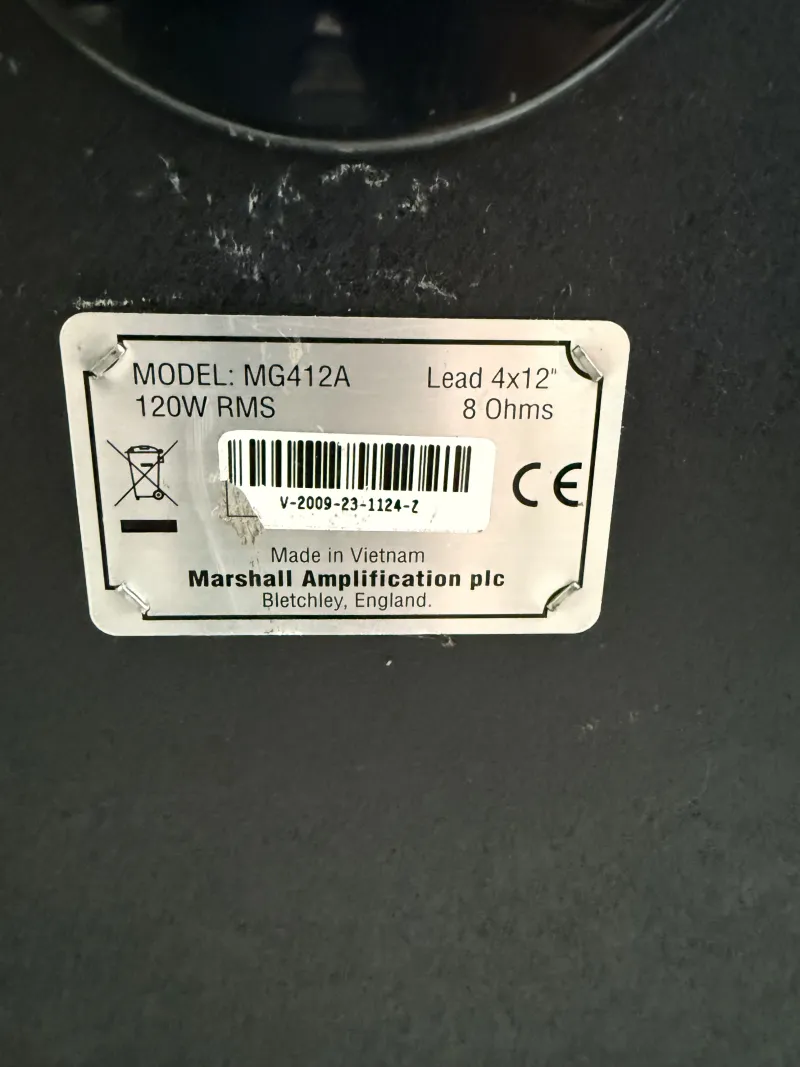 MODEL: MG412A Lead 4x12"
120W RMS 8 Ohms
V-2009-23-1124-Z
CE
Made in Vietnam
Marshall Amplification plc
Bletchley, England.